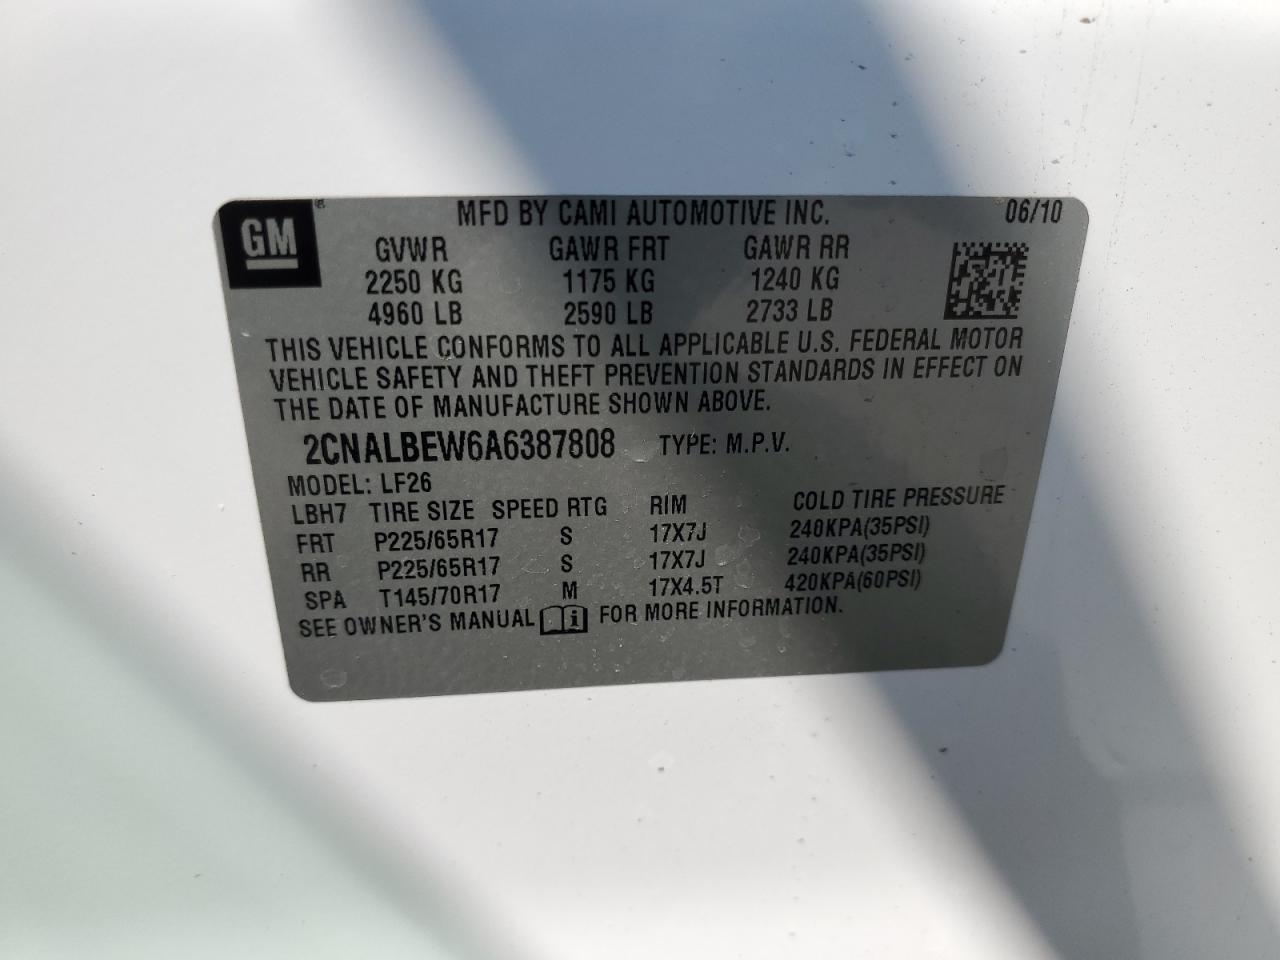 GM ®
MFD BY CAMI AUTOMOTIVE INC. 06/10
GVWR GAWR FRT GAWR RR
2250 KG 1175 KG 1240 KG
4960 LB 2590 LB 2733 LB
THIS VEHICLE CONFORMS TO ALL APPLICABLE U.S. FEDERAL MOTOR
VEHICLE SAFETY AND THEFT PREVENTION STANDARDS IN EFFECT ON
THE DATE OF MANUFACTURE SHOWN ABOVE.
2CNALBEW6A6387808 TYPE: M.P.V.
MODEL: LF26
LBH7 TIRE SIZE SPEED RTG RIM COLD TIRE PRESSURE
FRT P225/65R17 S 17X7J 240KPA(35PSI)
RR P225/65R17 S 17X7J 240KPA(35PSI)
SPA T145/70R17 M 17X4.5T 420KPA(60PSI)
SEE OWNER'S MANUAL i FOR MORE INFORMATION.